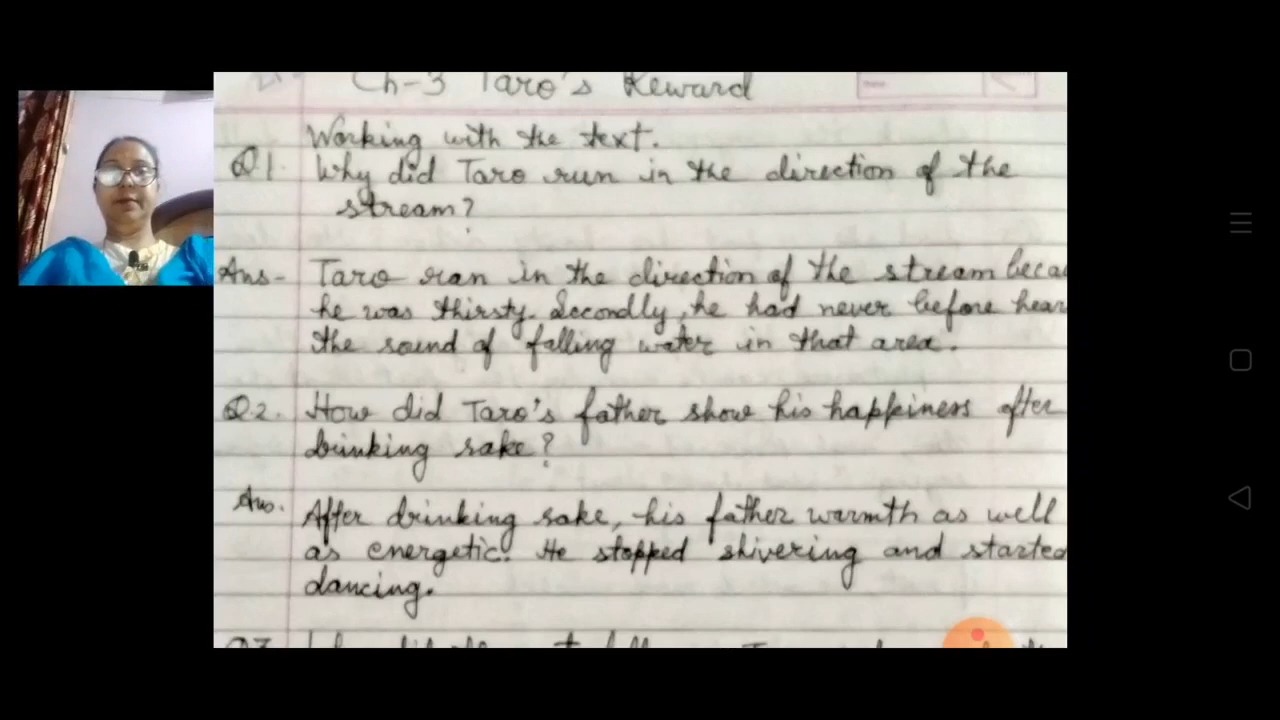 Ch-3 Taro's Reward
Working with the text.
Q1. Why did Taro run in the direction of the
stream?
Ans- Taro ran in the direction of the stream becau
he was thirsty. Secondly, he had never before hear
the sound of falling water in that area.
Q2. How did Taro's father show his happiness after
drinking sake?
Ans. After drinking sake, his father warmth as well
as energetic. He stopped shivering and started
dancing.
Q3.